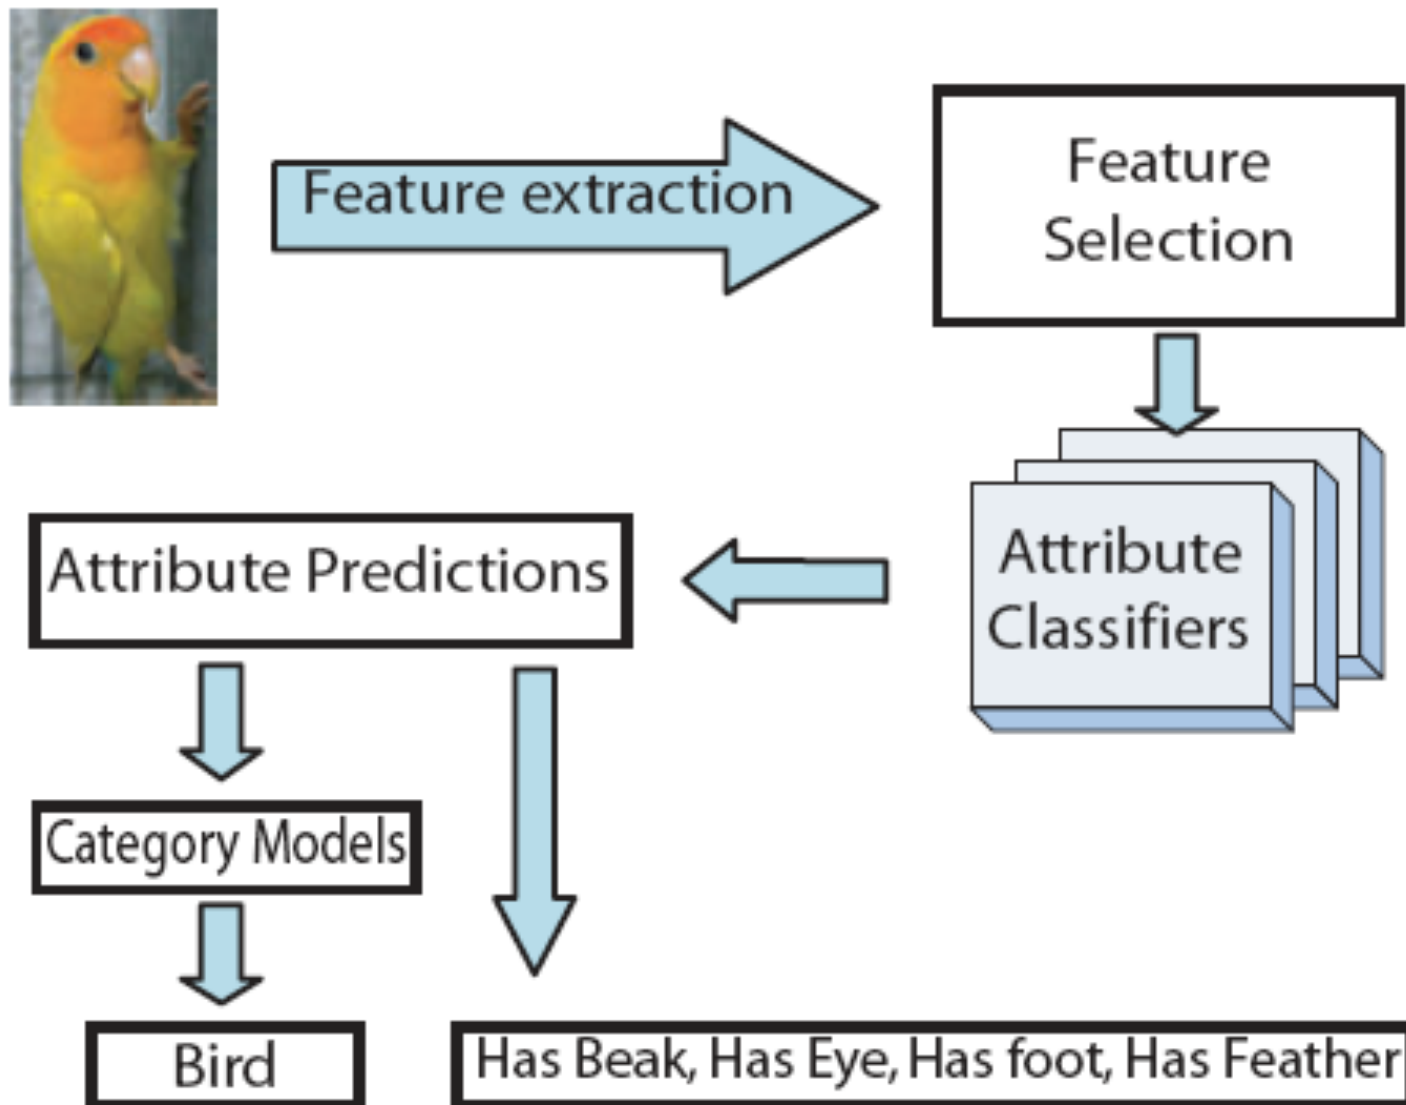 Feature extraction
Feature
Selection
Attribute
Classifiers
Attribute Predictions
Category Models
Bird
Has Beak, Has Eye, Has foot, Has Feather